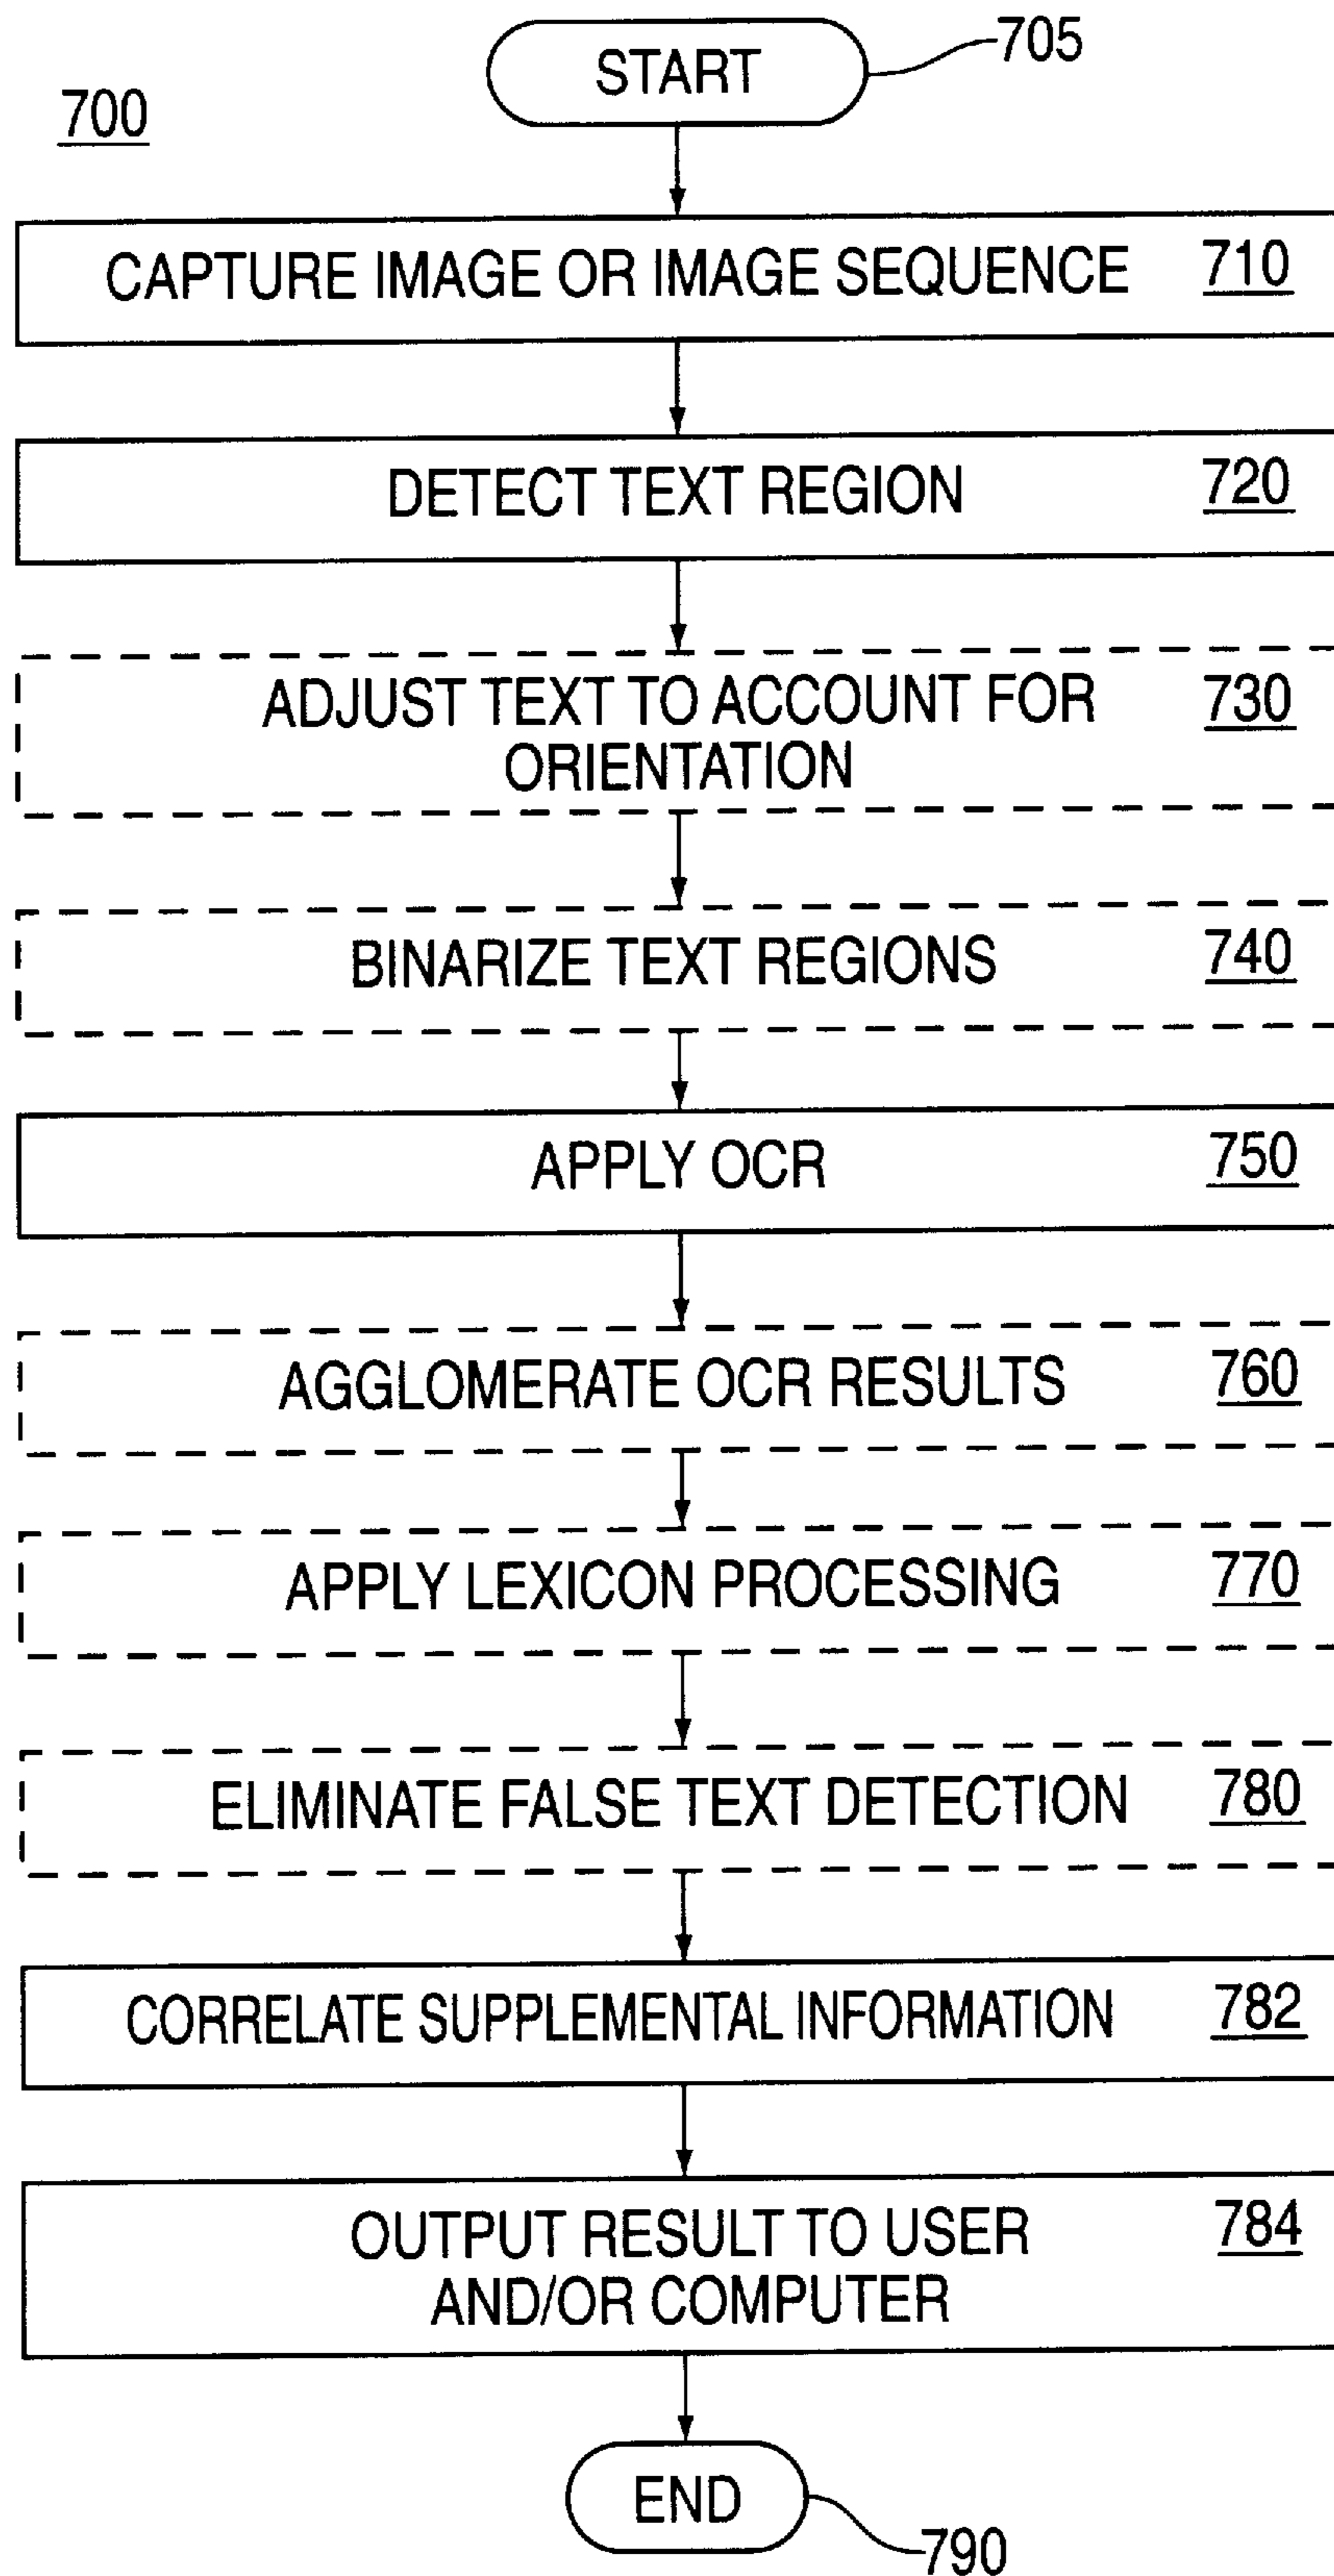 START 705
700
CAPTURE IMAGE OR IMAGE SEQUENCE 710
DETECT TEXT REGION 720
ADJUST TEXT TO ACCOUNT FOR 730
ORIENTATION
BINARIZE TEXT REGIONS 740
APPLY OCR 750
AGGLOMERATE OCR RESULTS 760
APPLY LEXICON PROCESSING 770
ELIMINATE FALSE TEXT DETECTION 780
CORRELATE SUPPLEMENTAL INFORMATION 782
OUTPUT RESULT TO USER 784
AND/OR COMPUTER
END
790